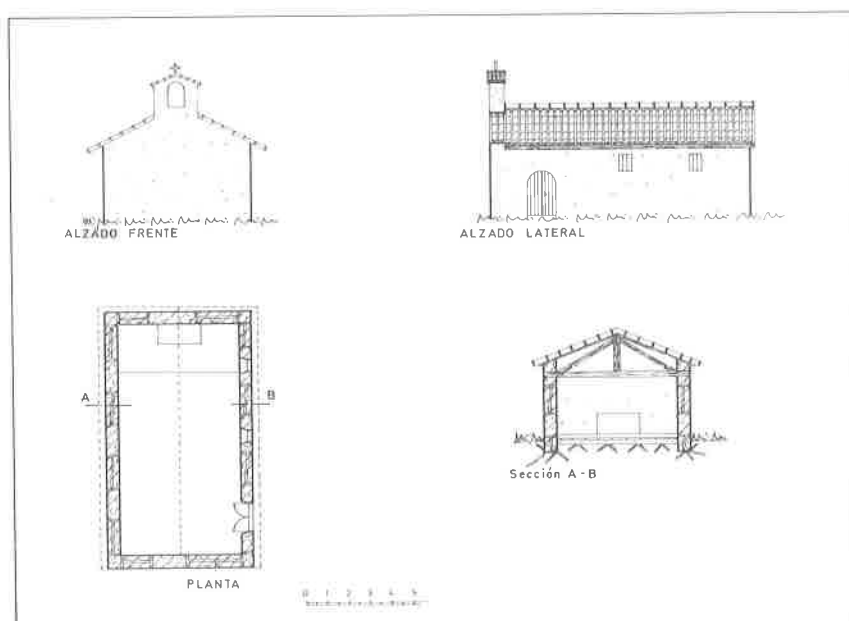 ALZADO FRENTE
ALZADO LATERAL
A
B
Sección A-B
PLANTA
0 1 2 3 4 5